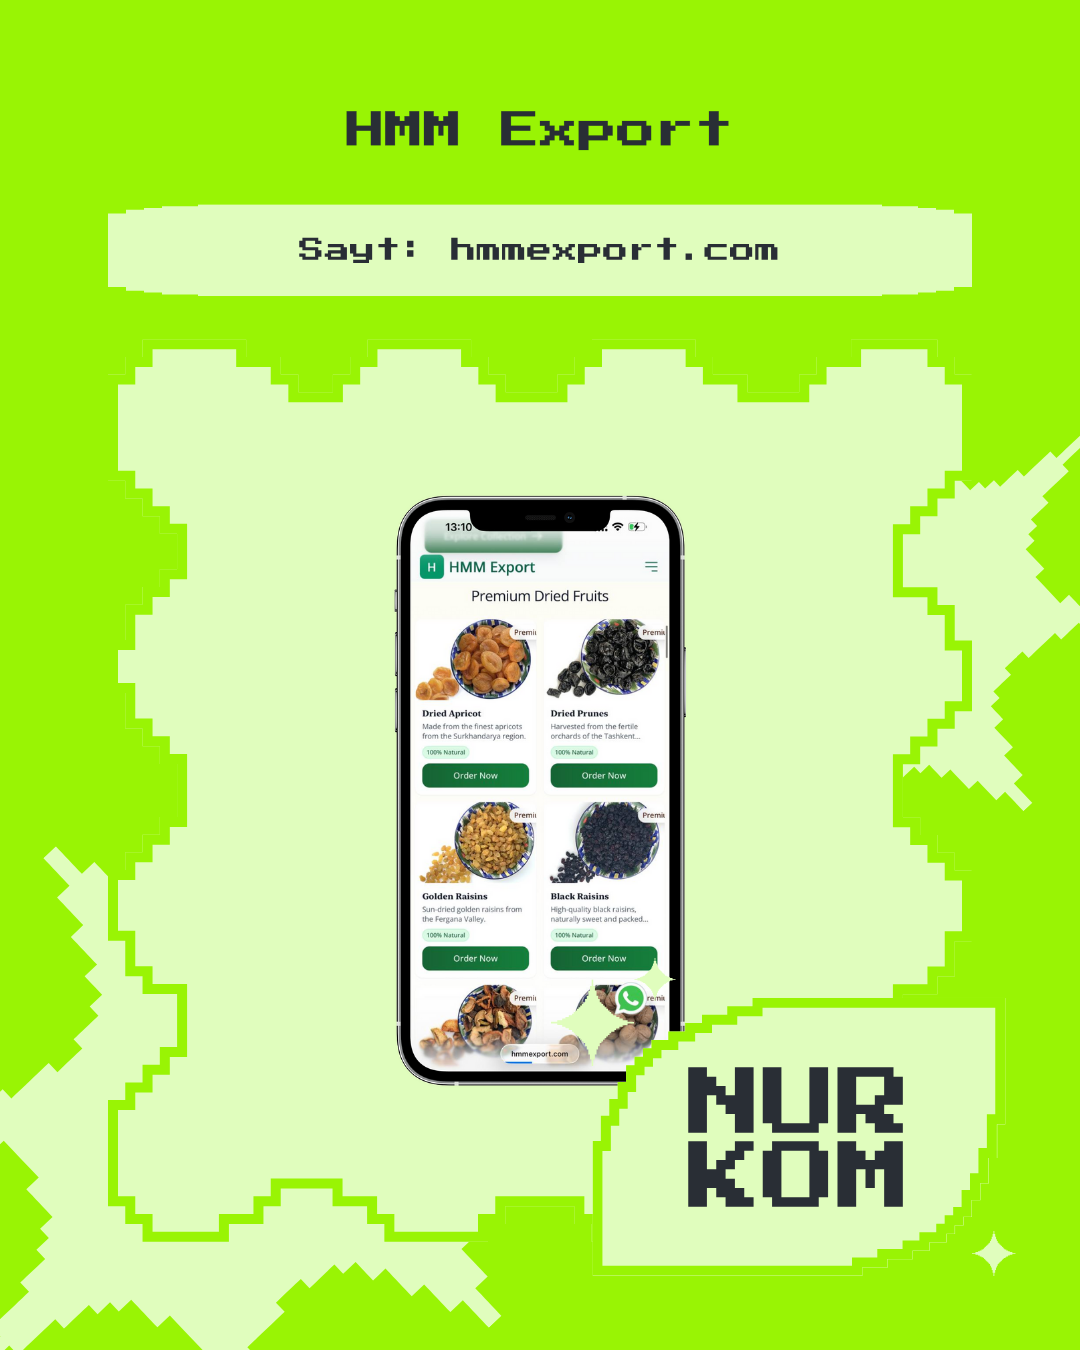 HMM Export
Sayt: hmmexport.com
13:10
Explore Collection
H HMM Export
Premium Dried Fruits
Premi
Premi
Dried Apricot
Dried Prunes
Made from the finest apricots
from the Surkhandarya region.
Harvested from the fertile
orchards of the Tashkent...
100% Natural
100% Natural
Order Now
Order Now
Premi
Premi
Golden Raisins
Black Raisins
Sun-dried golden raisins from
the Fergana Valley.
High-quality black raisins,
naturally sweet and packed...
100% Natural
100% Natural
Order Now
Order Now
Premi
remi
hmmexport.com
NUR
KOM